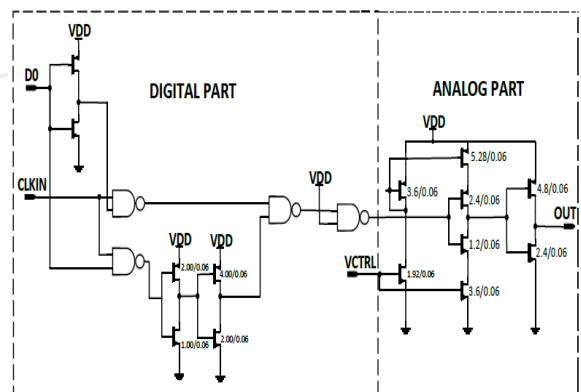 VDD
D0
DIGITAL PART
ANALOG PART
VDD
CLKIN
VDD
5.28/0.06
3.6/0.06
2.4/0.06
4.8/0.06
OUT
1.2/0.06
2.4/0.06
VDD
VDD
2.00/0.06
4.00/0.06
VCTRL
1.92/0.06
3.6/0.06
1.00/0.06
2.00/0.06